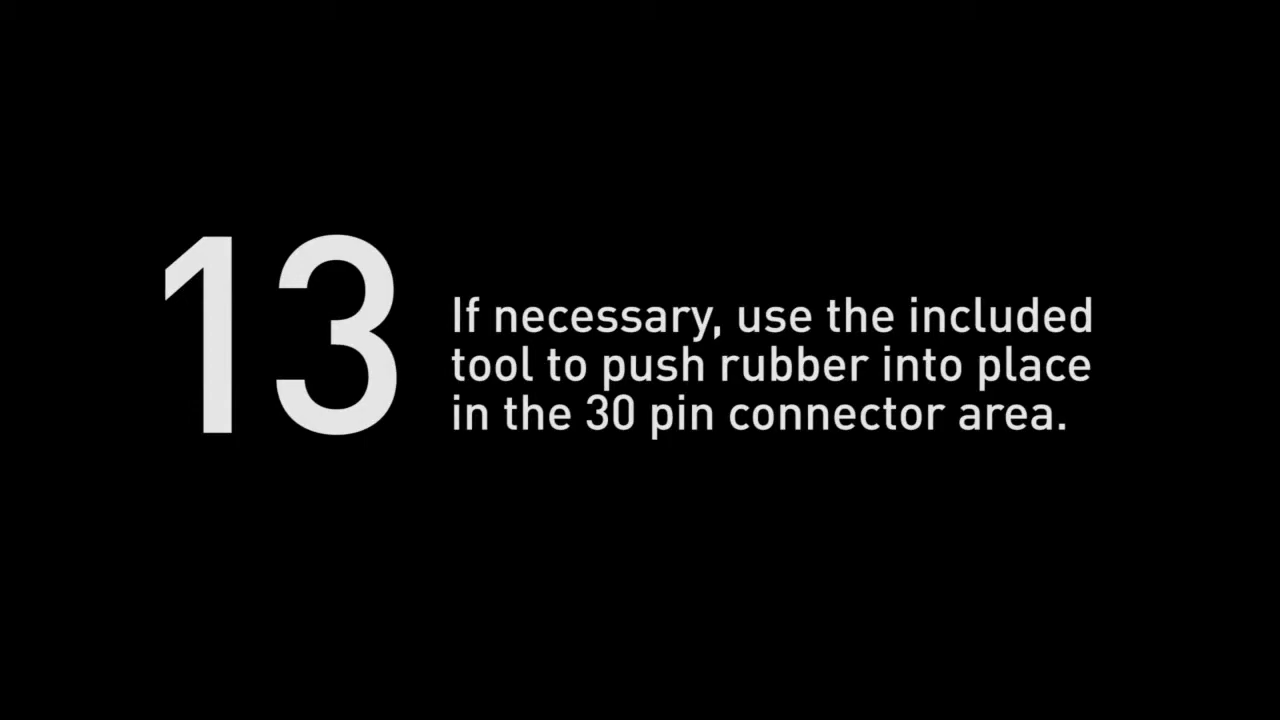 13
If necessary, use the included
tool to push rubber into place
in the 30 pin connector area.